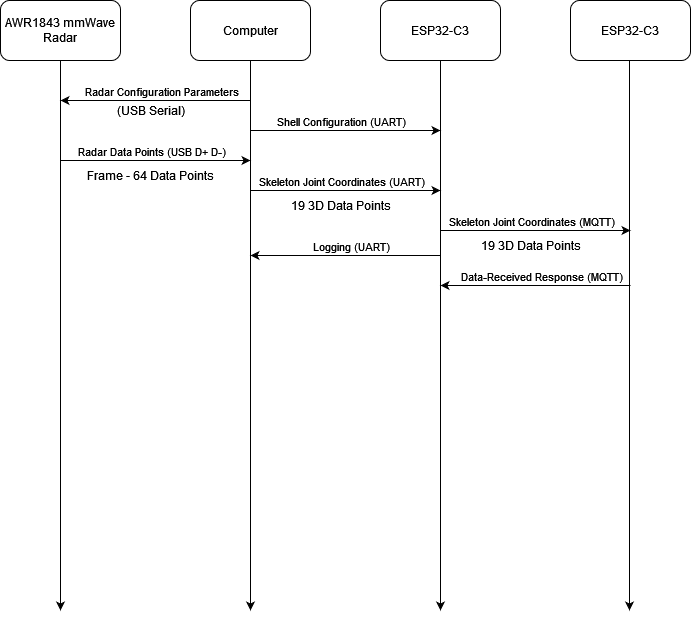 AWR1843 mmWave
Radar
Computer
ESP32-C3
ESP32-C3
Radar Configuration Parameters
(USB Serial)
Shell Configuration (UART)
Radar Data Points (USB D+ D-)
Frame - 64 Data Points
Skeleton Joint Coordinates (UART)
19 3D Data Points
Skeleton Joint Coordinates (MQTT)
19 3D Data Points
Logging (UART)
Data-Received Response (MQTT)